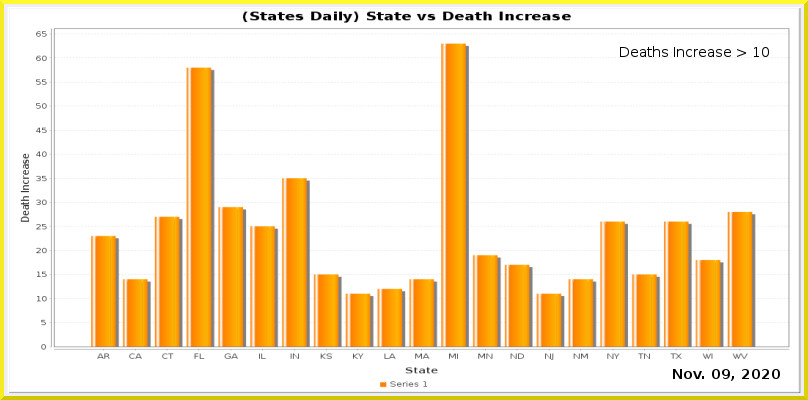 (States Daily) State vs Death Increase
Deaths Increase > 10
Death Increase
65
60
55
50
45
40
35
30
25
20
15
10
5
0
AR CA CT FL GA IL IN KS KY LA MA MI MN ND NJ NM NY TN TX WI WV
State
Series 1
Nov. 09, 2020